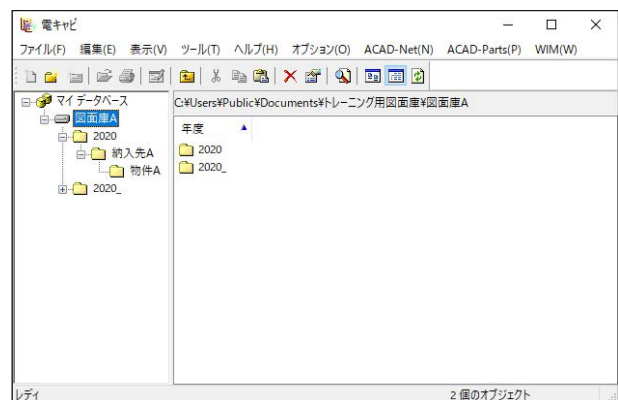 電キャビ
ファイル(F) 編集(E) 表示(V) ツール(T) ヘルプ(H) オプション(O) ACAD-Net(N) ACAD-Parts(P) WIM(W)
マイ データベース
図面庫A
2020
納入先A
物件A
2020_
C:¥Users¥Public¥Documents¥トレーニング用図面庫¥図面庫A
年度
2020
2020_
レディ
2 個のオブジェクト